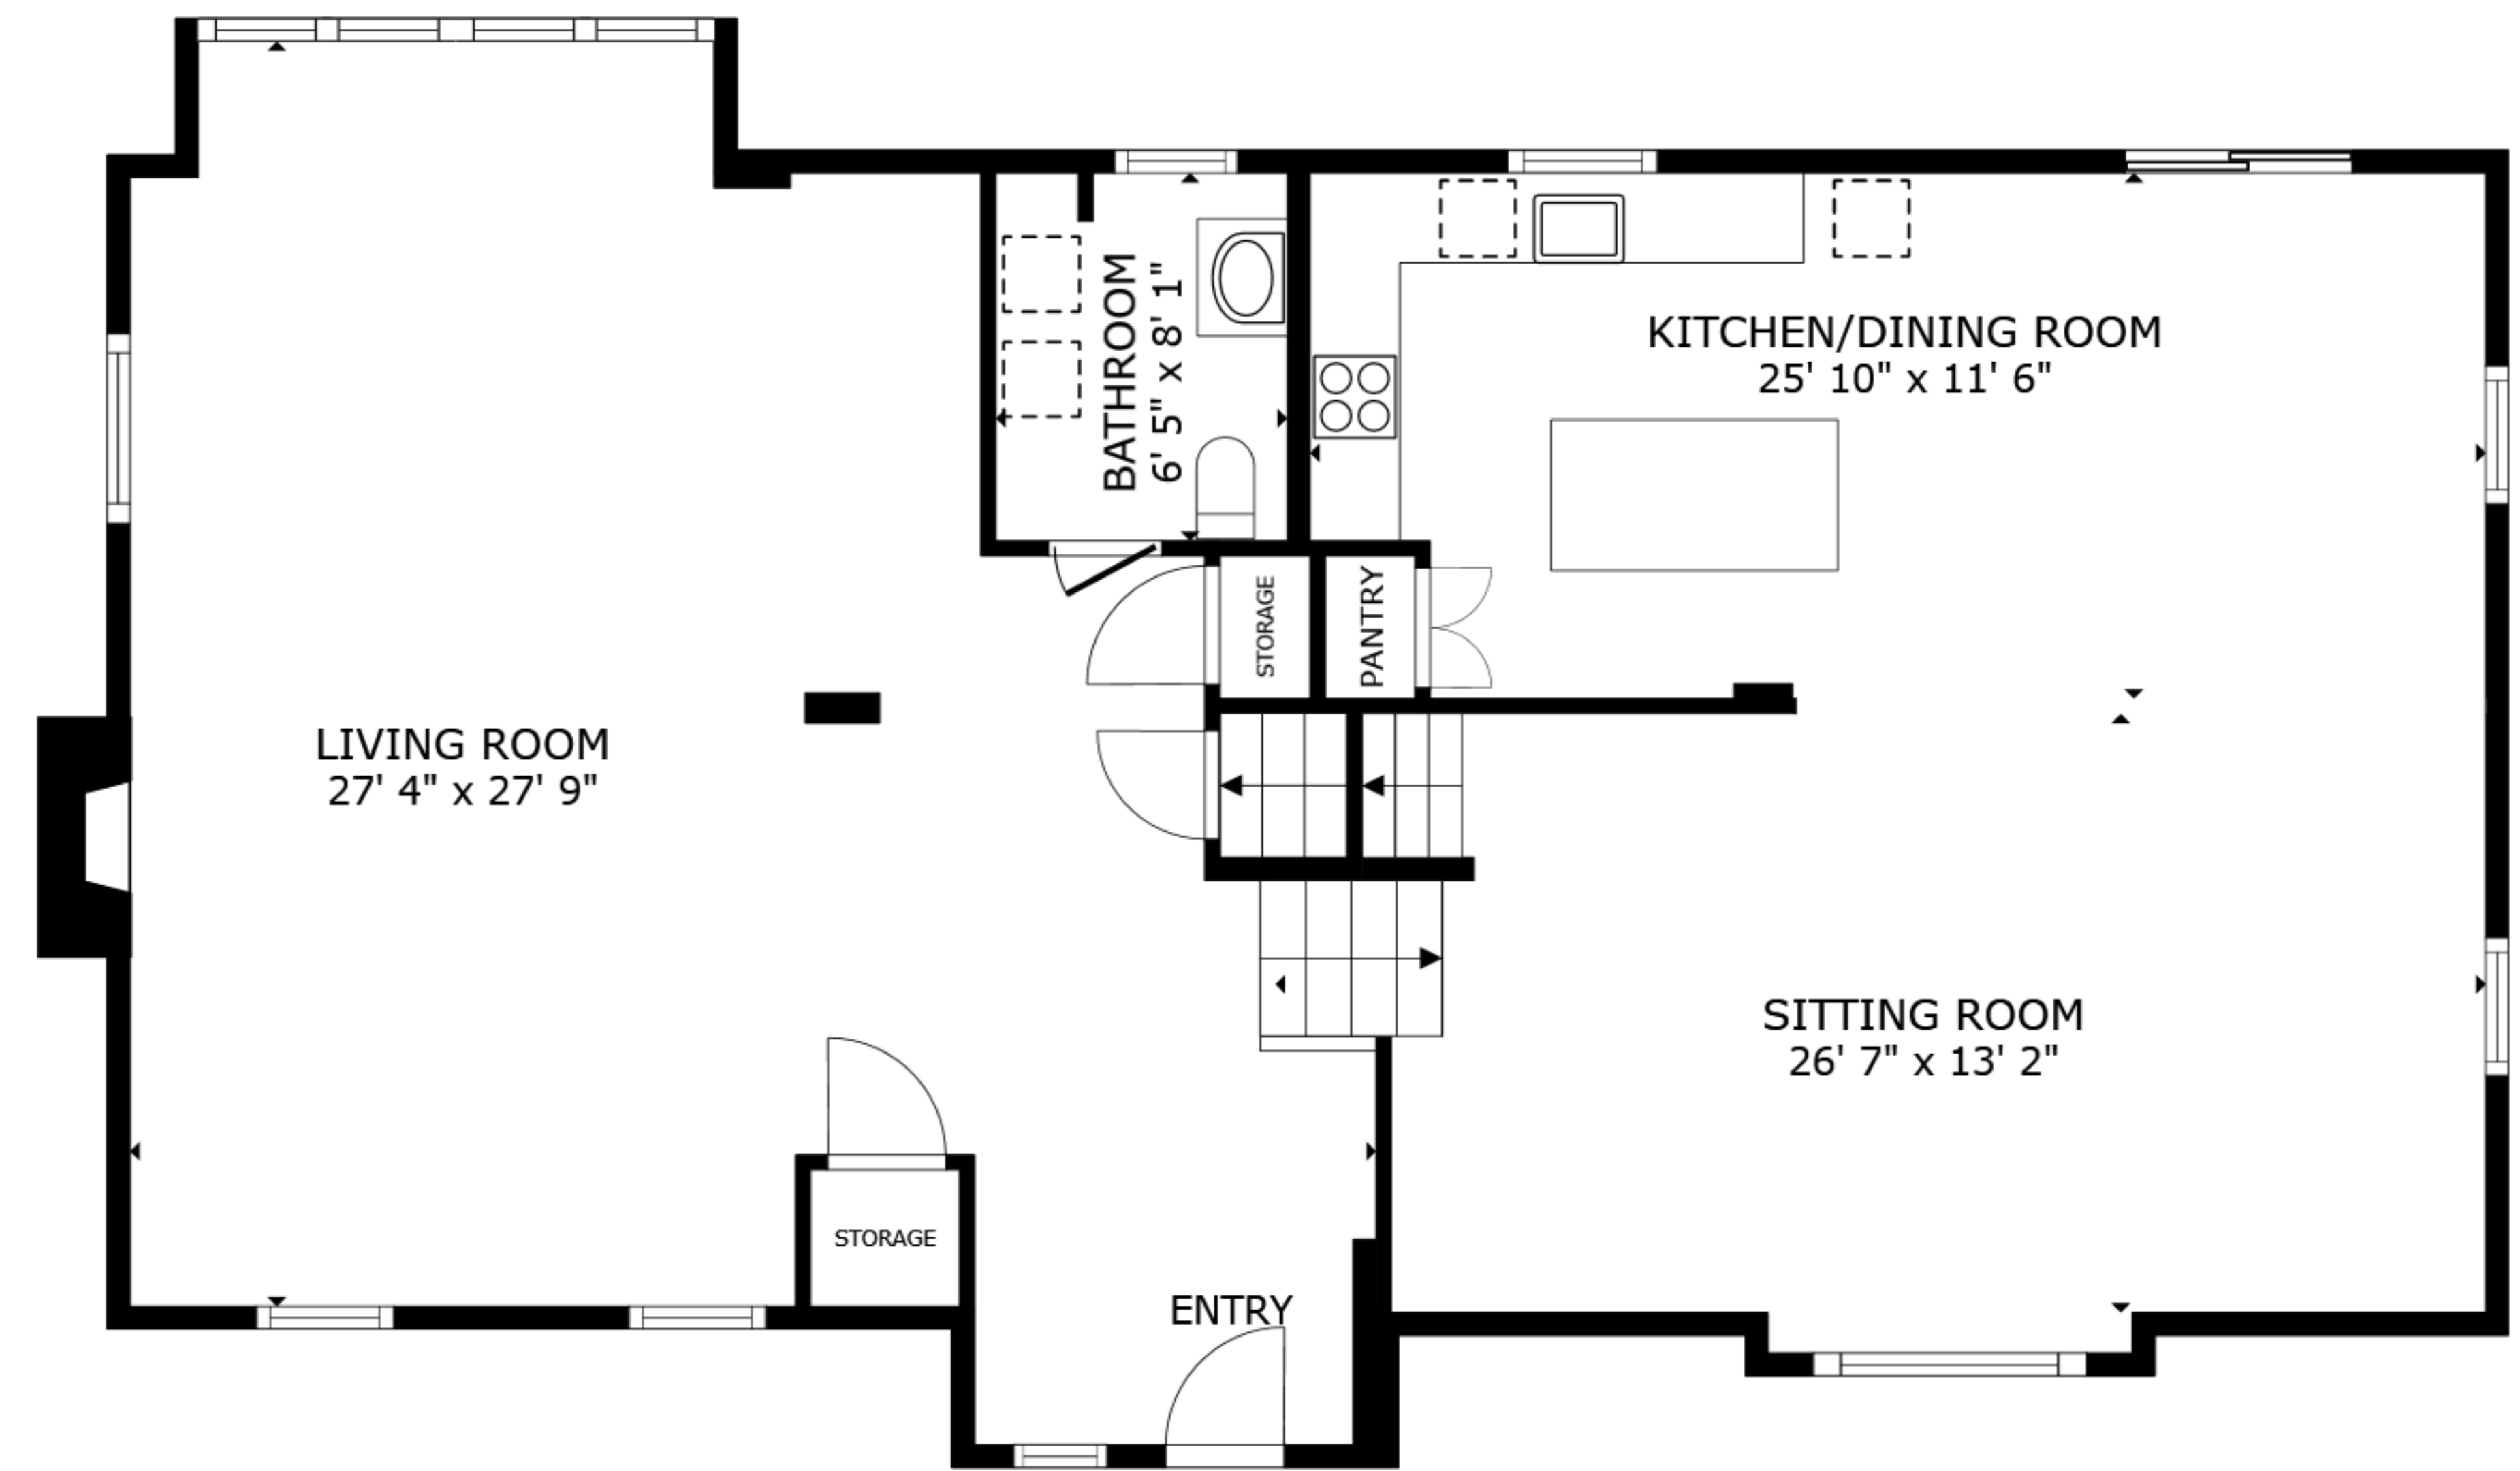 BATHROOM
6' 5" x 8' 1"
KITCHEN/DINING ROOM
25' 10" x 11' 6"
STORAGE
PANTRY
LIVING ROOM
27' 4" x 27' 9"
SITTING ROOM
26' 7" x 13' 2"
STORAGE
ENTRY